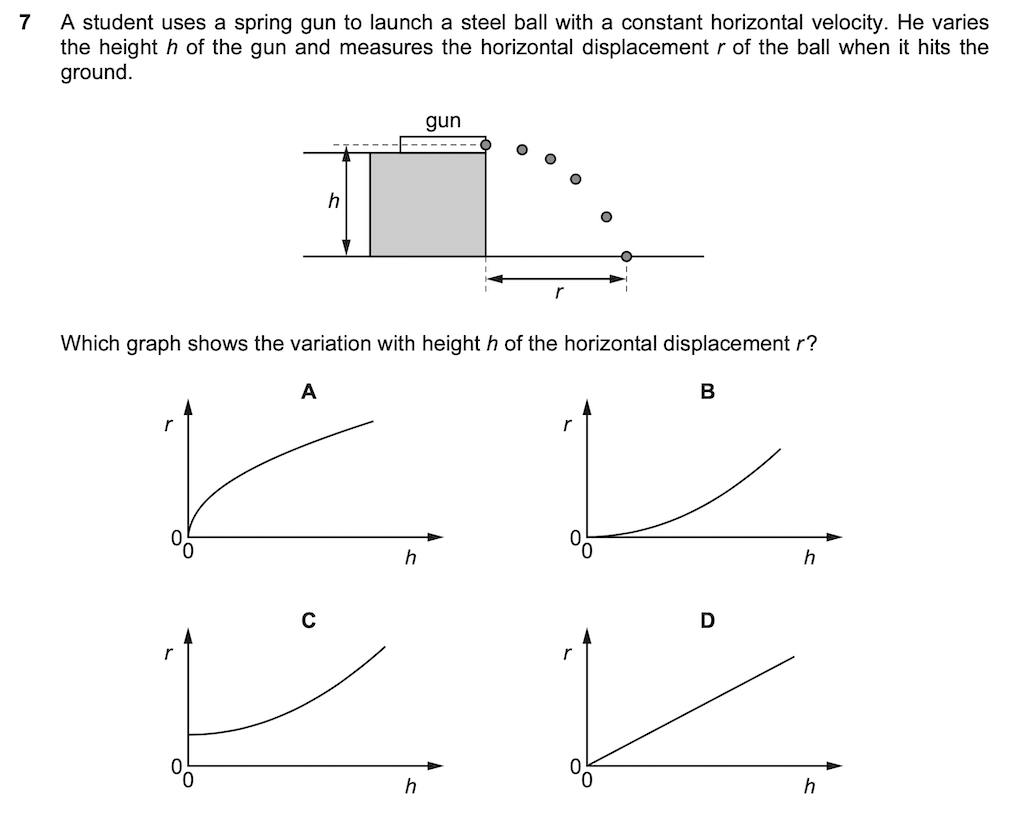 7 A student uses a spring gun to launch a steel ball with a constant horizontal velocity. He varies
the height h of the gun and measures the horizontal displacement r of the ball when it hits the
ground.
gun
h
r
Which graph shows the variation with height h of the horizontal displacement r?
A
r
0
0
h
B
r
0
0
h
C
r
0
0
h
D
r
0
0
h